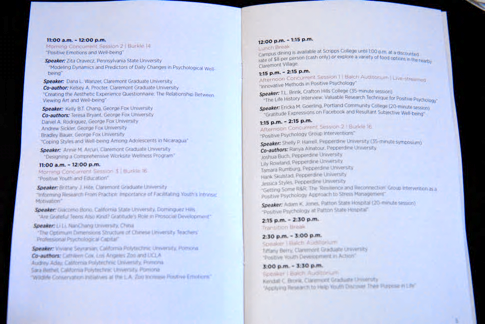 11:00 a.m. – 12:00 p.m.
Morning Concurrent Session 2 | Burkle 14
"Positive Emotions and Well-being"
Speaker: Zita Oravecz, Pennsylvania State University
"Modeling Dynamics and Predictors of Daily Changes in Psychological Well-
being"
Speaker: Dana L. Wanzer, Claremont Graduate University
Co-author: Kelsey A. Procter, Claremont Graduate University
"Creating the Aesthetic Experience Questionnaire: The Relationship Between
Viewing Art and Well-being"
Speaker: Kelly B.T. Chang, George Fox University
Co-authors: Tessa Bryant, George Fox University
Daniel A. Rodriguez, George Fox University
Andrew Sickler, George Fox University
Bradley Bauer, George Fox University
"Coping Styles and Well-being Among Adolescents in Nicaragua"
Speaker: Anne M. Arcuri, Claremont Graduate University
"Designing a Comprehensive Worksite Wellness Program"
11:00 a.m. – 12:00 p.m.
Morning Concurrent Session 3 | Burkle 16
"Positive Youth and Education"
Speaker: Brittany J. Hite, Claremont Graduate University
"Informing Research From Practice: Importance of Facilitating Youth's Intrinsic
Motivation"
Speaker: Giacomo Bono, California State University, Dominguez Hills
"Are Grateful Teens Also Kind? Gratitude's Role in Prosocial Development"
Speaker: Li Li, NanChang University, China
"The Optimum Dimensions Structure of Chinese University Teachers'
Professional Psychological Capital"
Speaker: Viviane Seyranian, California Polytechnic University, Pomona
Co-authors: Cathleen Cox, Los Angeles Zoo and UCLA
Audrey Aday, California Polytechnic University, Pomona
Sara Bethel, California Polytechnic University, Pomona
"Wildlife Conservation Initiatives at the L.A. Zoo Increase Positive Emotions"
12:00 p.m. – 1:15 p.m.
Lunch Break
Campus dining is available at Scripps College until 1:00 p.m. at a discounted
rate of $8 per person (cash only) or explore a variety of food options in the nearby
Claremont Village
1:15 p.m. – 2:15 p.m.
Afternoon Concurrent Session 1 | Balch Auditorium | Live-streamed
"Innovative Methods in Positive Psychology"
Speaker: T.L. Brink, Crafton Hills College (35-minute session)
"The Life History Interview: Valuable Research Technique for Positive Psychology"
Speaker: Ericka M. Goerling, Portland Community College (20-minute session)
"Gratitude Expressions on Facebook and Resultant Subjective Well-being"
1:15 p.m. – 2:15 p.m.
Afternoon Concurrent Session 2 | Burkle 16
"Positive Psychology Group Interventions"
Speaker: Shelly P. Harrell, Pepperdine University (35-minute symposium)
Co-authors: Ranya Alhatoui, Pepperdine University
Joshua Buch, Pepperdine University
Lily Rowland, Pepperdine University
Tamara Rumburg, Pepperdine University
Hank Skulstein, Pepperdine University
Jessica Styles, Pepperdine University
"Getting Some R&R: The 'Resilience and Reconnection' Group Intervention as a
Positive Psychology Approach to Stress Management"
Speaker: Adam K. Jones, Patton State Hospital (25-minute session)
"Positive Psychology at Patton State Hospital"
2:15 p.m. – 2:30 p.m.
Transition Break
2:30 p.m. – 3:00 p.m.
Speaker | Balch Auditorium
Tiffany Berry, Claremont Graduate University
"Positive Youth Development in Action"
3:00 p.m. – 3:30 p.m.
Speaker | Balch Auditorium
Kendall C. Bronk, Claremont Graduate University
"Applying Research to Help Youth Discover Their Purpose in Life"